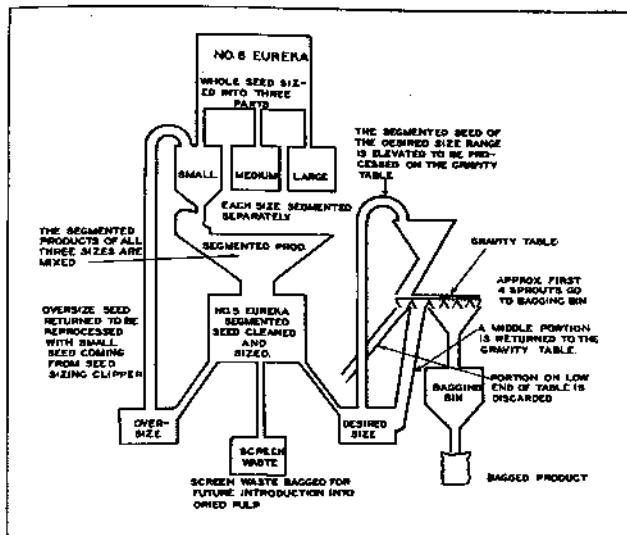 NO. 6 EUREKA
WHOLE SEED SIZ-
ED INTO THREE
PARTS
SMALL
MEDIUM
LARGE
EACH SIZE SEGMENTED
SEPARATELY
THE SEGMENTED SEED OF
THE DESIRED SIZE RANGE
IS ELEVATED TO BE PRO-
CESSED ON THE GRAVITY
TABLE
THE SEGMENTED
PRODUCTS OF ALL
THREE SIZES ARE
MIXED
SEGMENTED PROD.
GRAVITY TABLE
APPROX. FIRST
4 SPROUTS GO
TO BAGGING BIN
OVERSIZE SEED
RETURNED TO BE
REPROCESSED
WITH SMALL
SEED COMING
FROM SEED
SIZING CLIPPER
NO. 5 EUREKA
SEGMENTED
SEED CLEANED
AND
SIZED.
A MIDDLE PORTION
IS RETURNED TO THE
GRAVITY TABLE.
PORTION ON LOW
END OF TABLE IS
DISCARDED
BAGGING
BIN
OVER-
SIZE
SCREEN
WASTE
DESIRED
SIZE
SCREEN WASTE BAGGED FOR
FUTURE INTRODUCTION INTO
DRIED PULP
BAGGED PRODUCT